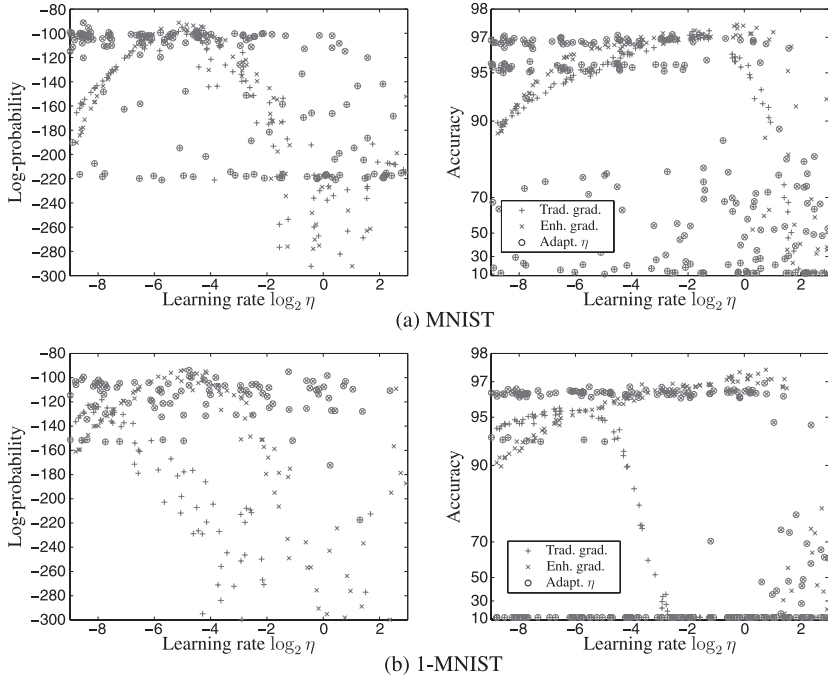 −80
−100
−120
−140
−160
−180
−200
−220
−240
−260
−280
−300
Log-probability
−8 −6 −4 −2 0 2
Learning rate log₂ η
98
97
95
90
70
50
30
10
Accuracy
Trad. grad.
Enh. grad.
Adapt. η
−8 −6 −4 −2 0 2
Learning rate log₂ η
(a) MNIST
−80
−100
−120
−140
−160
−180
−200
−220
−240
−260
−280
−300
Log-probability
−8 −6 −4 −2 0 2
Learning rate log₂ η
98
97
95
90
70
50
30
10
Accuracy
Trad. grad.
Enh. grad.
Adapt. η
−8 −6 −4 −2 0 2
Learning rate log₂ η
(b) 1-MNIST